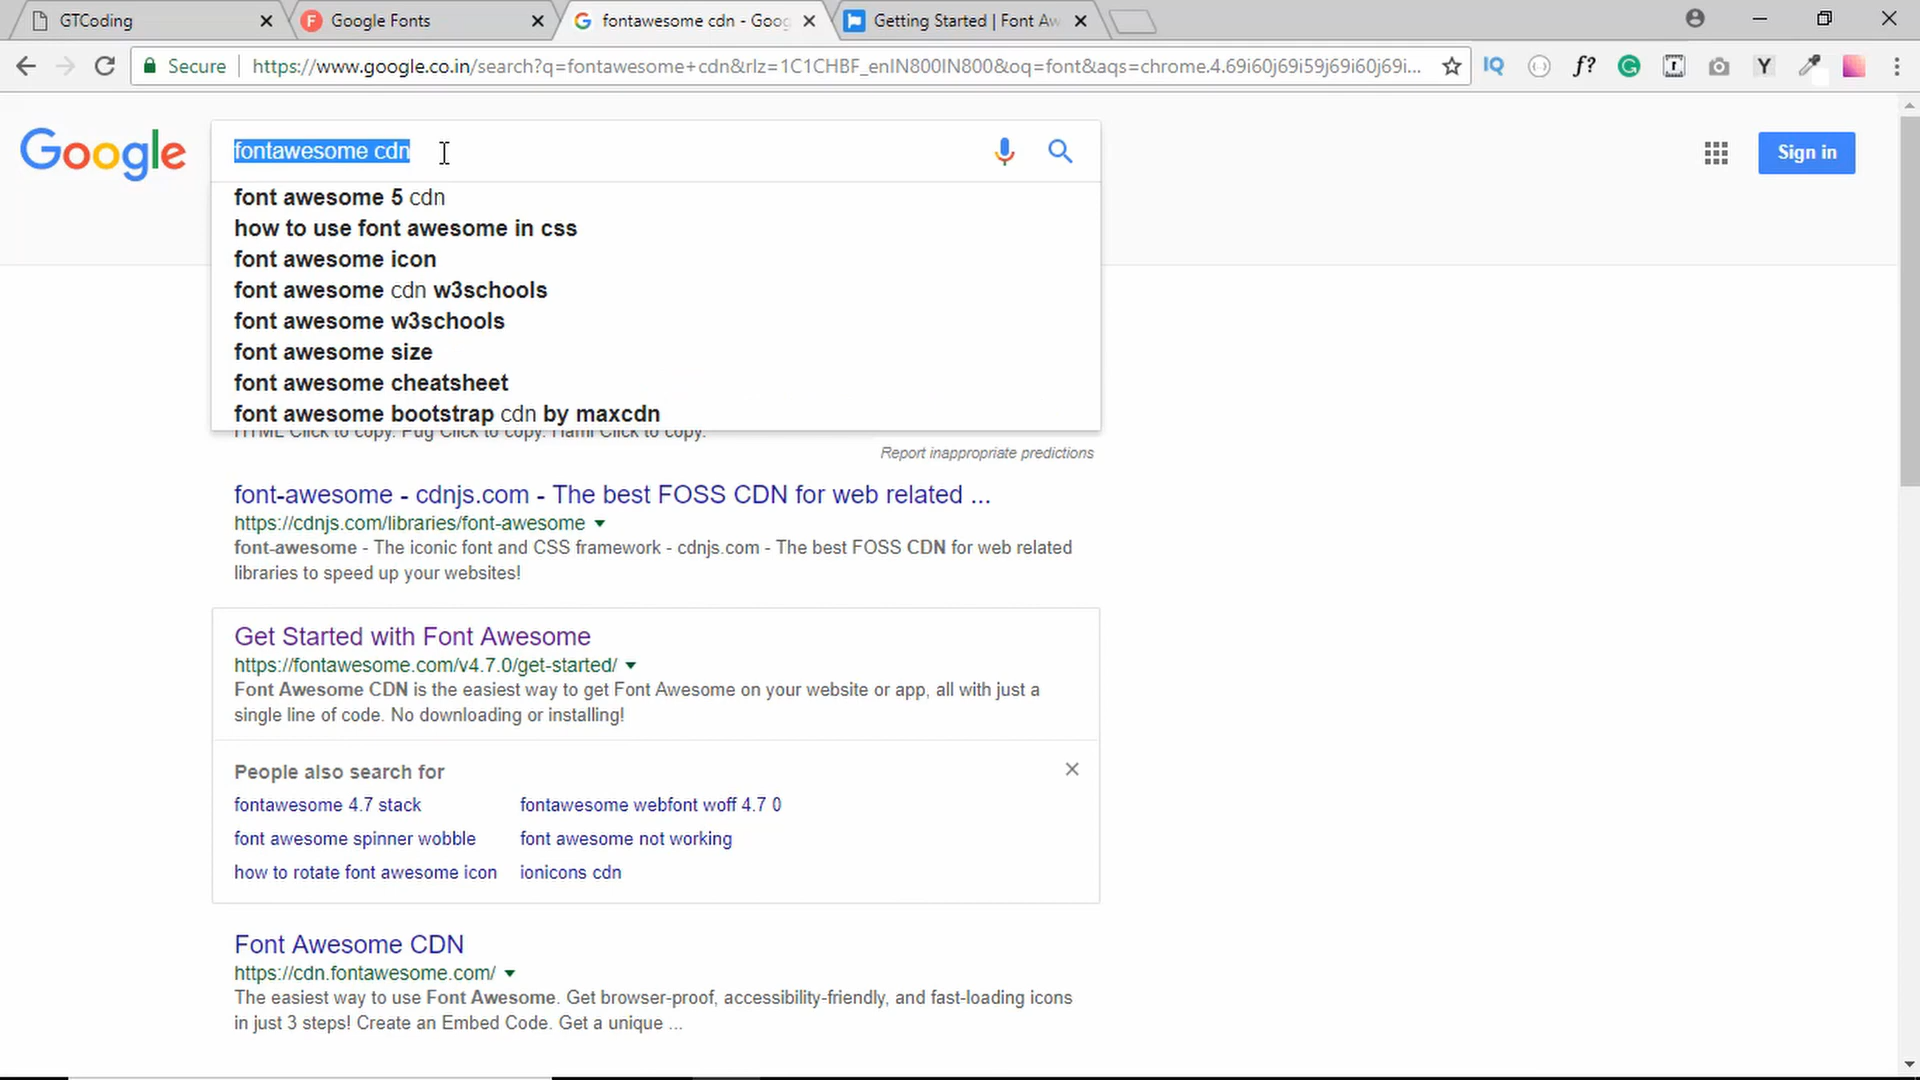 GTCoding
Google Fonts
fontawesome cdn - Goog
Getting Started | Font Aw
Secure
https://www.google.co.in/search?q=fontawesome+cdn&rlz=1C1CHBF_enIN800IN800&oq=font&aqs=chrome.4.69i60j69i59j69i60j69i...
Google
fontawesome cdn
Sign in
font awesome 5 cdn
how to use font awesome in css
font awesome icon
font awesome cdn w3schools
font awesome w3schools
font awesome size
font awesome cheatsheet
font awesome bootstrap cdn by maxcdn
HTML Click to copy. Pug Click to copy. Haml Click to copy.
Report inappropriate predictions
font-awesome - cdnjs.com - The best FOSS CDN for web related ...
https://cdnjs.com/libraries/font-awesome
font-awesome - The iconic font and CSS framework - cdnjs.com - The best FOSS CDN for web related
libraries to speed up your websites!
Get Started with Font Awesome
https://fontawesome.com/v4.7.0/get-started/
Font Awesome CDN is the easiest way to get Font Awesome on your website or app, all with just a
single line of code. No downloading or installing!
People also search for
fontawesome 4.7 stack
fontawesome webfont woff 4.7 0
font awesome spinner wobble
font awesome not working
how to rotate font awesome icon
ionicons cdn
Font Awesome CDN
https://cdn.fontawesome.com/
The easiest way to use Font Awesome. Get browser-proof, accessibility-friendly, and fast-loading icons
in just 3 steps! Create an Embed Code. Get a unique ...